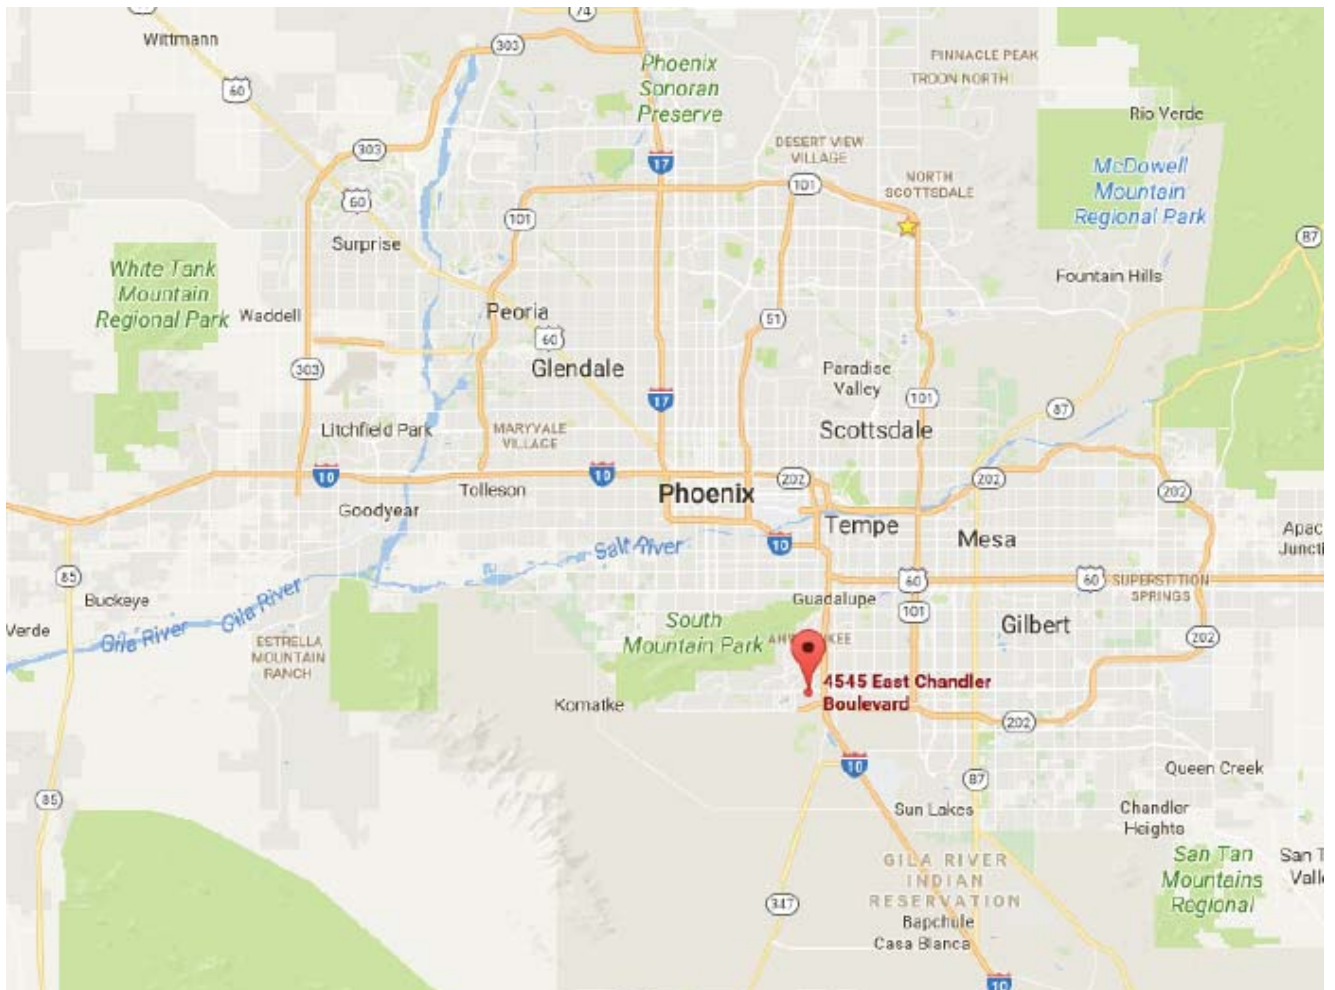 74
Wittmann
303
PINNACLE PEAK
TROON NORTH
Phoenix
Sonoran
Preserve
60
Rio Verde
303
17
DESERT VIEW
VILLAGE
McDowell
Mountain
Regional Park
101
NORTH
SCOTTSDALE
60
101
Surprise
87
White Tank
Mountain
Regional Park
Fountain Hills
Waddell
Peoria
51
60
303
Glendale
Paradise
Valley
17
101
87
Litchfield Park
MARYVALE
VILLAGE
Scottsdale
10
10
202
202
202
Tolleson
Phoenix
Goodyear
Tempe
Mesa
Apac
Juncti
Salt River
10
85
60
60
SUPERSTITION
SPRINGS
Buckeye
Guadalupe
101
Verde
Gila River
Gila River
ESTRELLA
MOUNTAIN
RANCH
South
Mountain Park
Gilbert
202
4545 East Chandler
Boulevard
Komatke
202
10
87
Queen Creek
85
Sun Lakes
Chandler
Heights
GILA RIVER
INDIAN
RESERVATION
San Tan
Mountains
Regional
San T
Valle
347
Bapchule
Casa Blanca
10